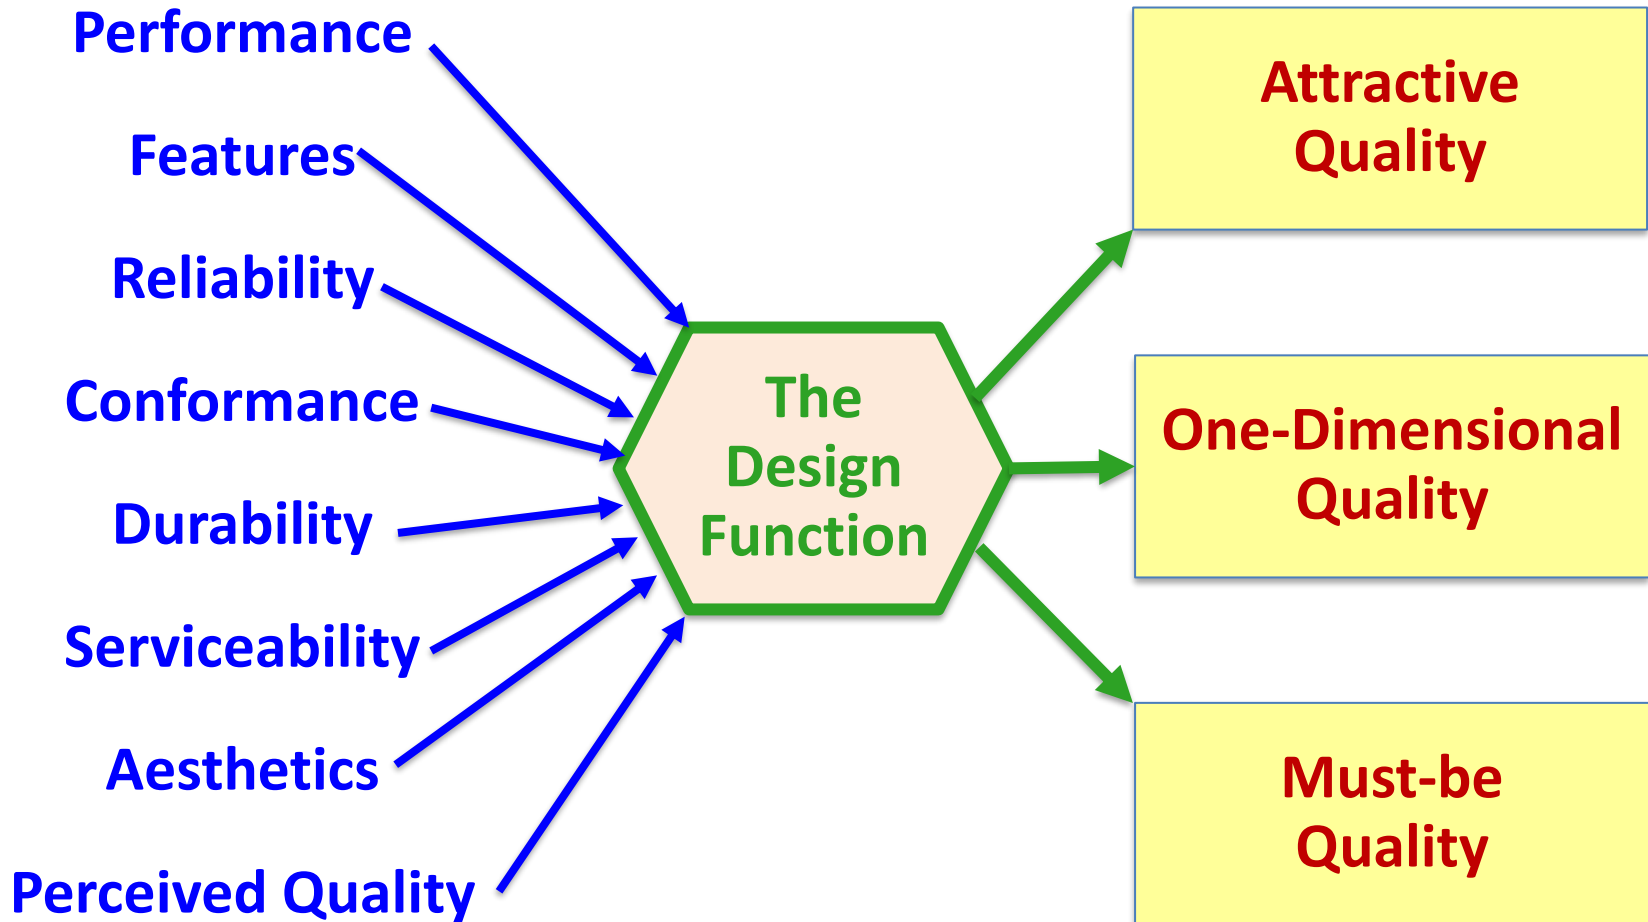 Performance
Features
Reliability
Conformance
Durability
Serviceability
Aesthetics
Perceived Quality
The
Design
Function
Attractive
Quality
One-Dimensional
Quality
Must-be
Quality